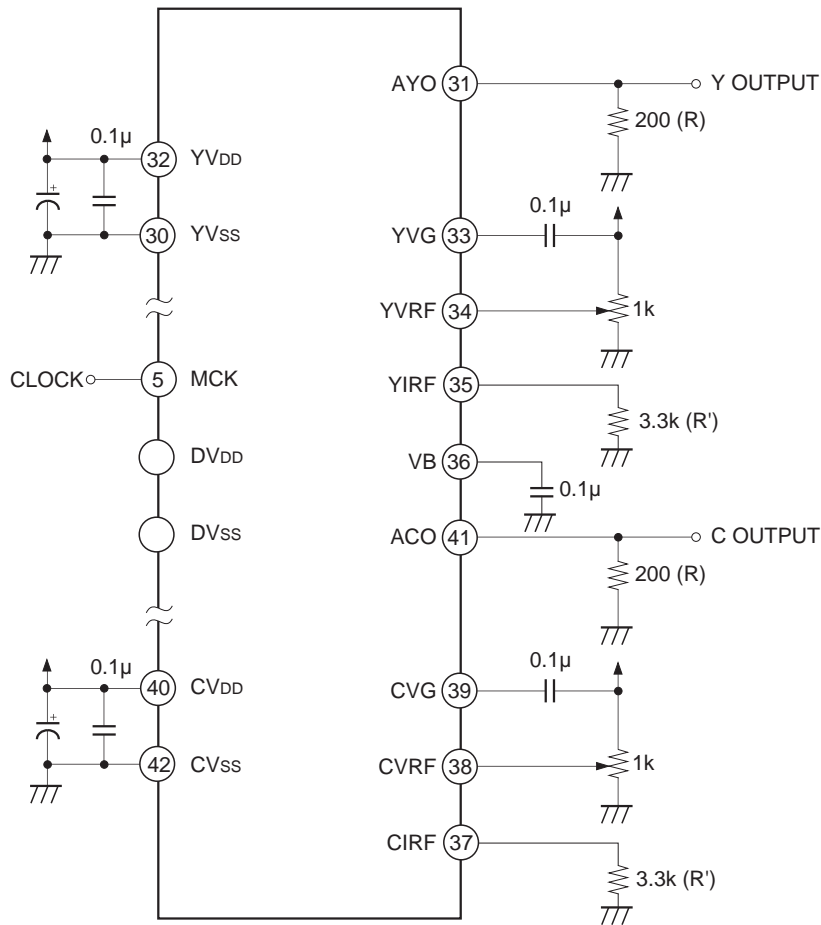 AYO 31 Y OUTPUT
200 (R)
0.1µ
32 YVDD
+
30 YVSS
0.1µ
YVG 33
YVRF 34 1k
CLOCK 5 MCK
YIRF 35
3.3k (R')
DVDD
VB 36
0.1µ
DVSS
ACO 41 C OUTPUT
200 (R)
0.1µ
40 CVDD
+
0.1µ
CVG 39
42 CVSS
CVRF 38 1k
CIRF 37
3.3k (R')